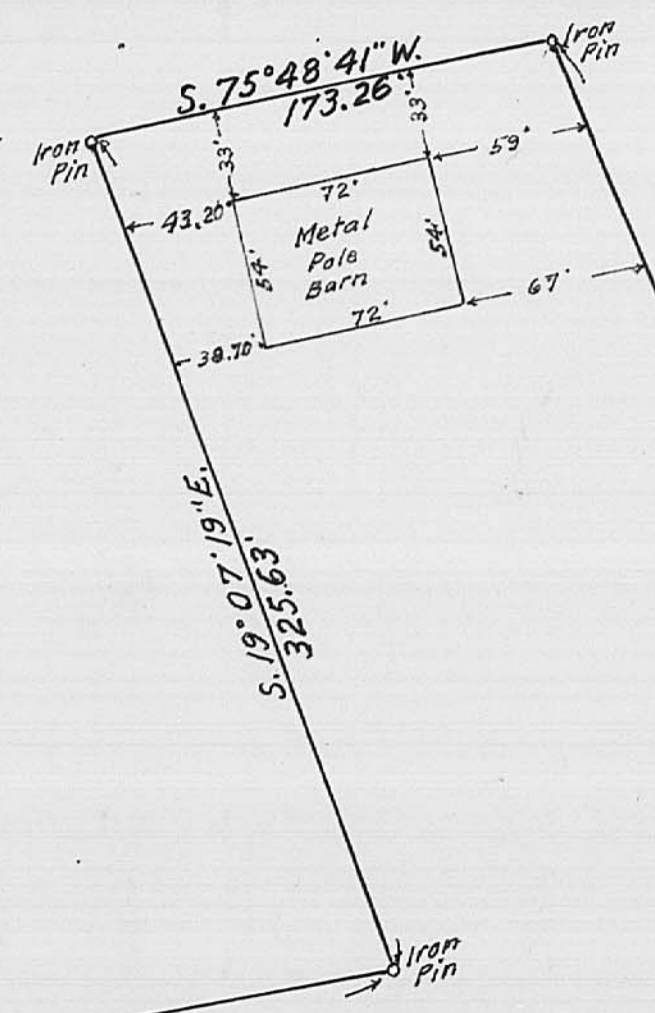 Iron
Pin
S. 75°48'41" W.
173.26'
Iron
Pin
33'
33'
59'
43.20'
72'
Metal
Pole
Barn
54'
54'
72'
67'
38.70'
S. 19°07'19"E.
325.63'
Iron
Pin